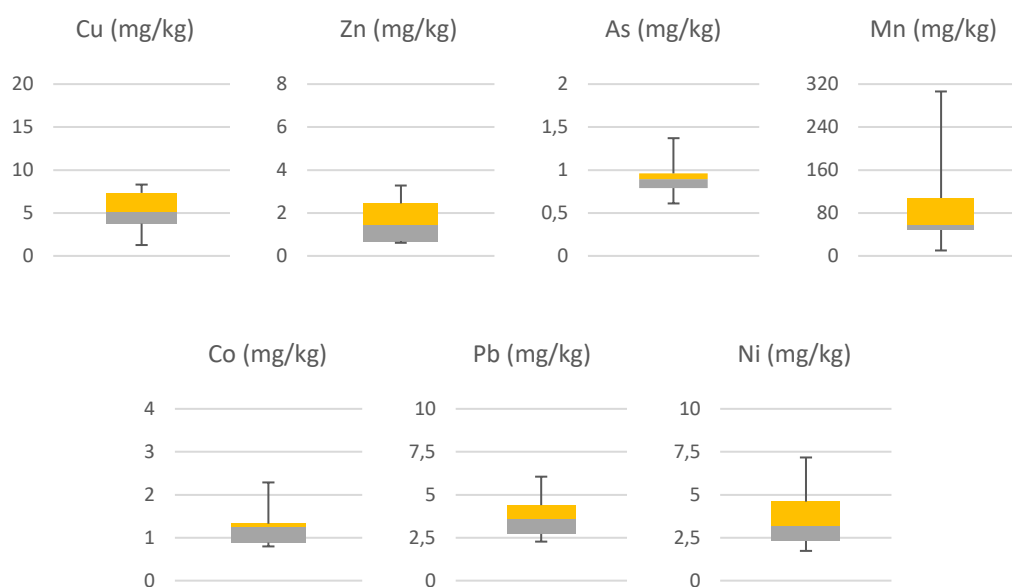 Cu (mg/kg) Zn (mg/kg) As (mg/kg) Mn (mg/kg)
20 8 2 320
15 6 1,5 240
10 4 1 160
5 2 0,5 80
0 0 0 0
Co (mg/kg) Pb (mg/kg) Ni (mg/kg)
4 10 10
3 7,5 7,5
2 5 5
1 2,5 2,5
0 0 0